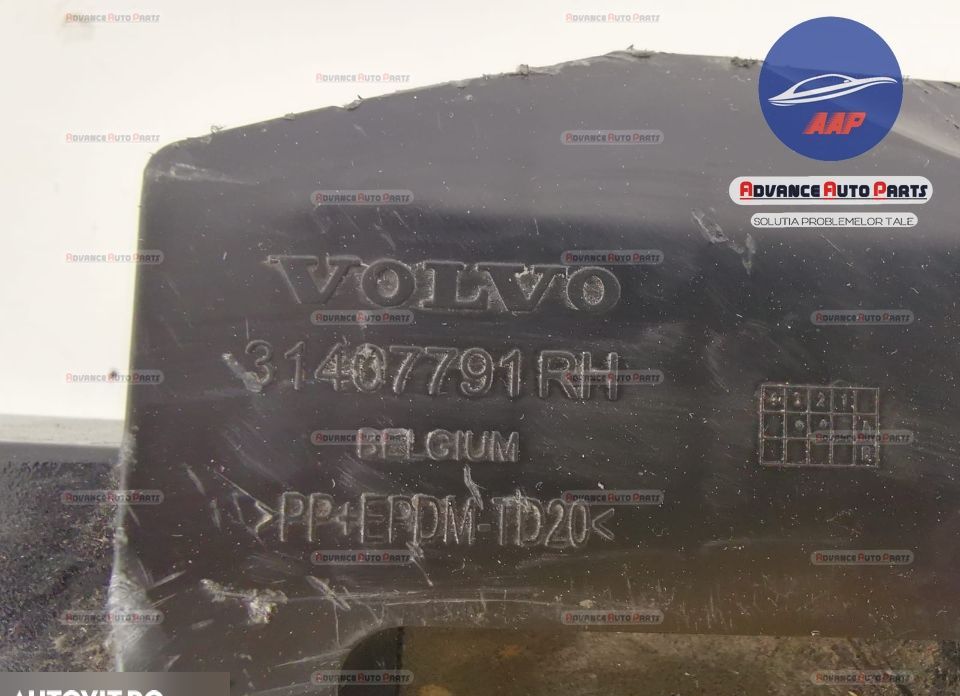 AAP
ADVANCE AUTO PARTS
SOLUTIA PROBLEMELOR TALE
VOLVO
31407791 RH
BELGIUM
>PP+EPDM-TD20<
AUTOVIT.RO